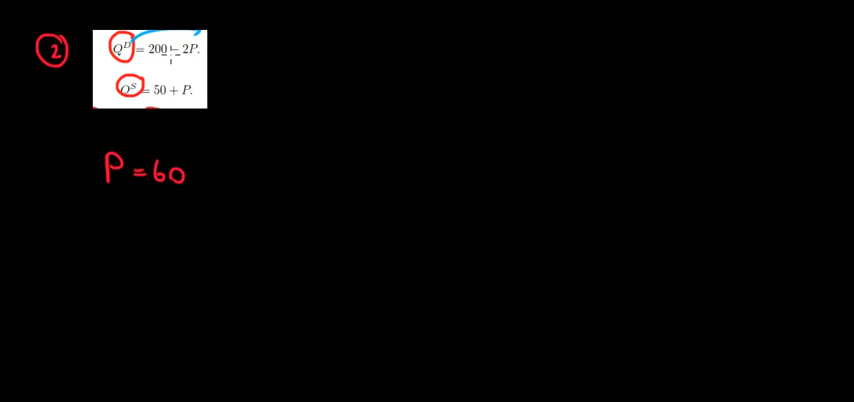 ②
Q^D = 200 - 2P.
Q^S = 50 + P.
P = 60